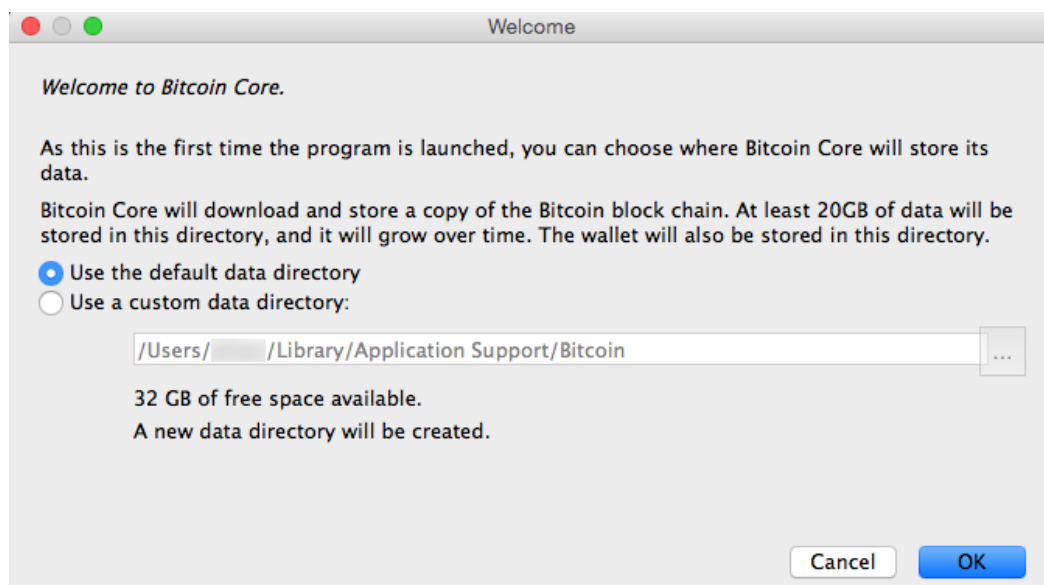 Welcome
Welcome to Bitcoin Core.
As this is the first time the program is launched, you can choose where Bitcoin Core will store its
data.
Bitcoin Core will download and store a copy of the Bitcoin block chain. At least 20GB of data will be
stored in this directory, and it will grow over time. The wallet will also be stored in this directory.
Use the default data directory
Use a custom data directory:
/Users/ /Library/Application Support/Bitcoin
...
32 GB of free space available.
A new data directory will be created.
Cancel OK